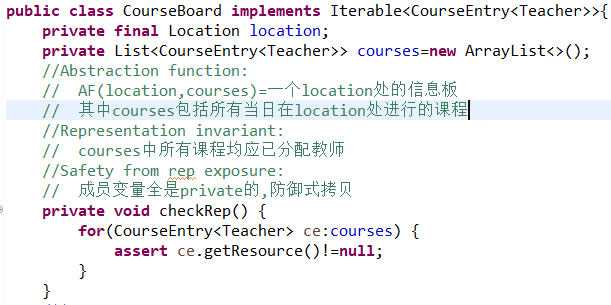 public class CourseBoard implements Iterable<CourseEntry<Teacher>>{
private final Location location;
private List<CourseEntry<Teacher>> courses=new ArrayList<>();
//Abstraction function:
//  AF(location,courses)=一个location处的信息板
//  其中courses包括所有当日在location处进行的课程
//Representation invariant:
//  courses中所有课程均应已分配教师
//Safety from rep exposure:
//  成员变量全是private的,防御式拷贝
private void checkRep() {
for(CourseEntry<Teacher> ce:courses) {
assert ce.getResource()!=null;
}
}